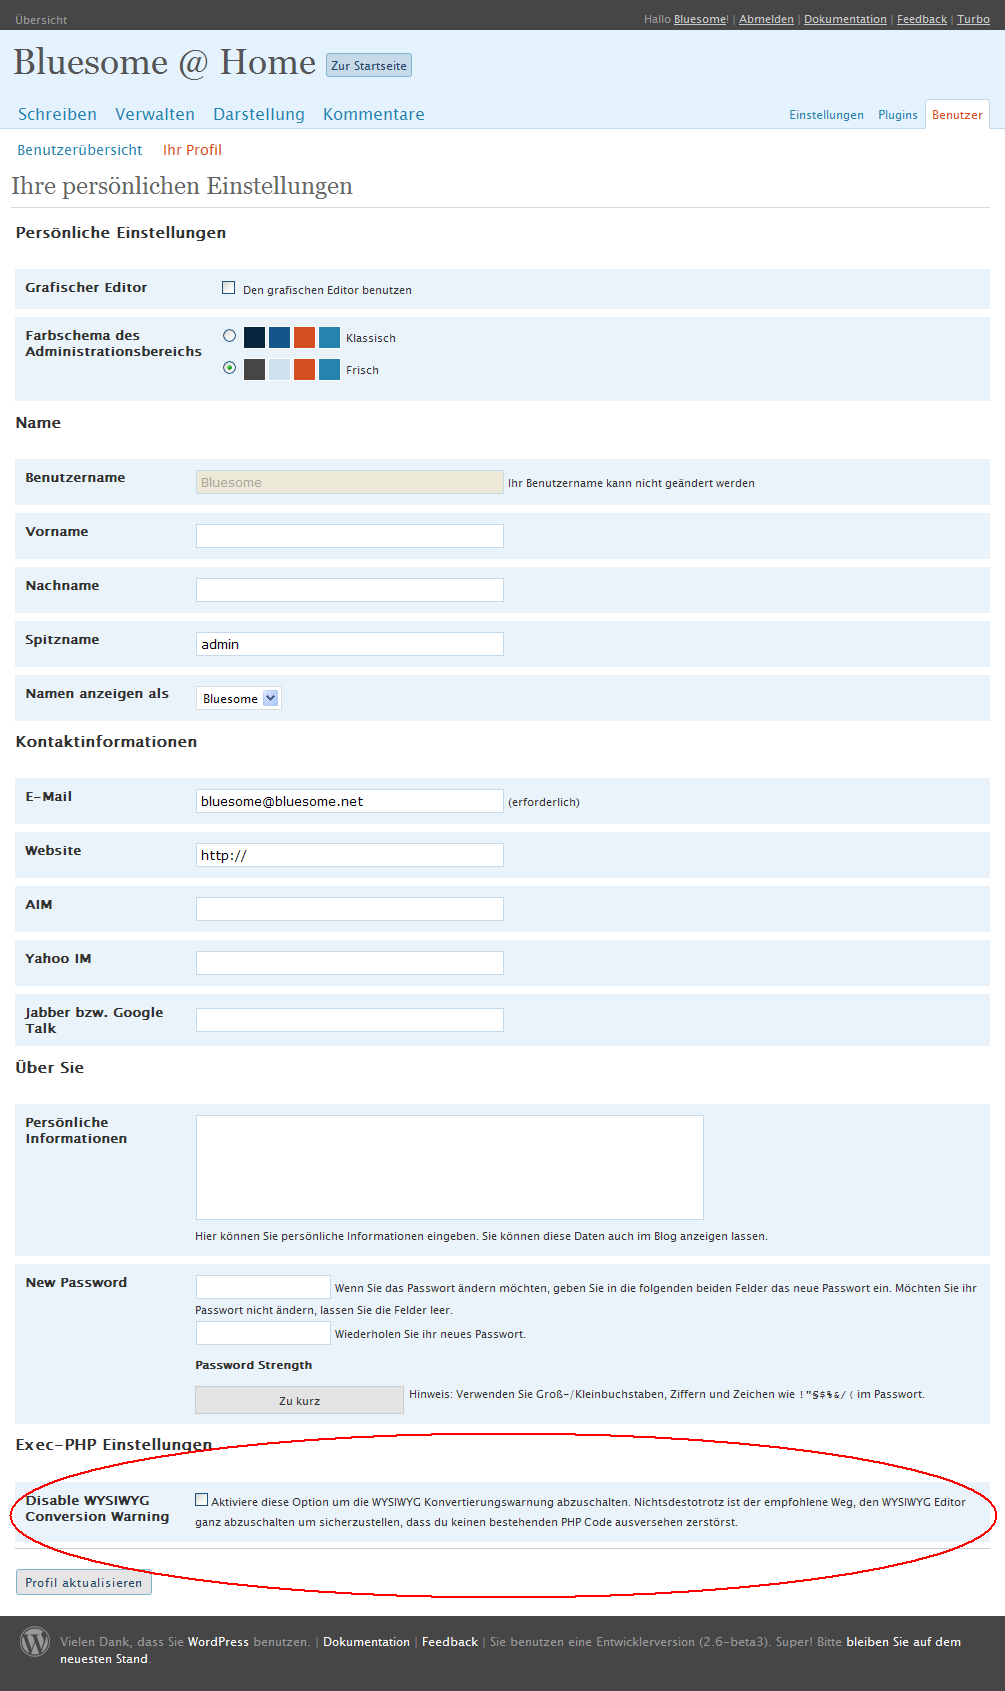 Übersicht
Hallo Bluesome! | Abmelden | Dokumentation | Feedback | Turbo
Bluesome @ Home Zur Startseite
Schreiben Verwalten Darstellung Kommentare
Einstellungen Plugins Benutzer
Benutzerübersicht Ihr Profil
Ihre persönlichen Einstellungen
Persönliche Einstellungen
Grafischer Editor Den grafischen Editor benutzen
Farbschema des
Administrationsbereichs
Klassisch
Frisch
Name
Benutzername Bluesome Ihr Benutzername kann nicht geändert werden
Vorname
Nachname
Spitzname admin
Namen anzeigen als Bluesome
Kontaktinformationen
E-Mail bluesome@bluesome.net (erforderlich)
Website http://
AIM
Yahoo IM
Jabber bzw. Google
Talk
Über Sie
Persönliche
Informationen
Hier können Sie persönliche Informationen eingeben. Sie können diese Daten auch im Blog anzeigen lassen.
New Password Wenn Sie das Passwort ändern möchten, geben Sie in die folgenden beiden Felder das neue Passwort ein. Möchten Sie ihr
Passwort nicht ändern, lassen Sie die Felder leer.
Wiederholen Sie ihr neues Passwort.
Password Strength
Zu kurz Hinweis: Verwenden Sie Groß-/Kleinbuchstaben, Ziffern und Zeichen wie !"§$%&/( im Passwort.
Exec-PHP Einstellungen
Disable WYSIWYG
Conversion Warning
Aktiviere diese Option um die WYSIWYG Konvertierungswarnung abzuschalten. Nichtsdestotrotz ist der empfohlene Weg, den WYSIWYG Editor
ganz abzuschalten um sicherzustellen, dass du keinen bestehenden PHP Code ausversehen zerstörst.
Profil aktualisieren
Vielen Dank, dass Sie WordPress benutzen. | Dokumentation | Feedback | Sie benutzen eine Entwicklerversion (2.6-beta3). Super! Bitte bleiben Sie auf dem
neuesten Stand.